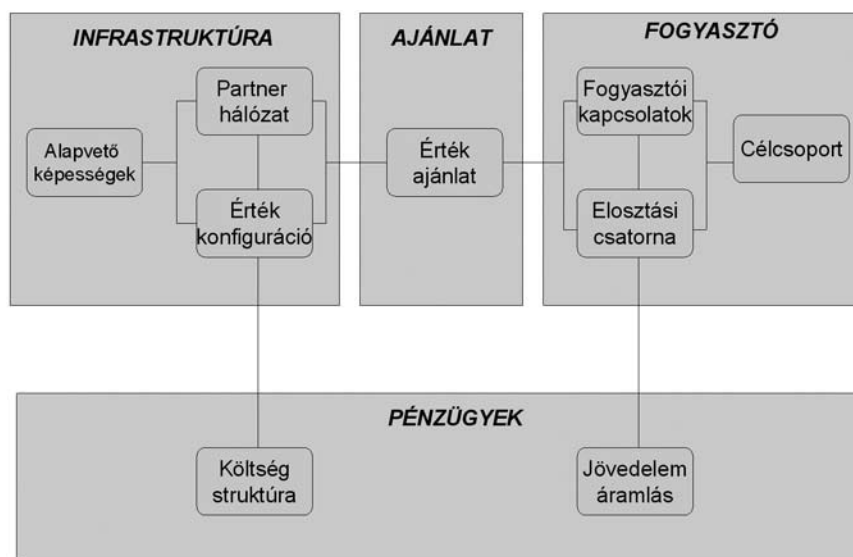 INFRASTRUKTÚRA
Partner
hálózat
Alapvető
képességek
Érték
konfiguráció
AJÁNLAT
Érték
ajánlat
FOGYASZTÓ
Fogyasztói
kapcsolatok
Célcsoport
Elosztási
csatorna
PÉNZÜGYEK
Költség
struktúra
Jövedelem
áramlás